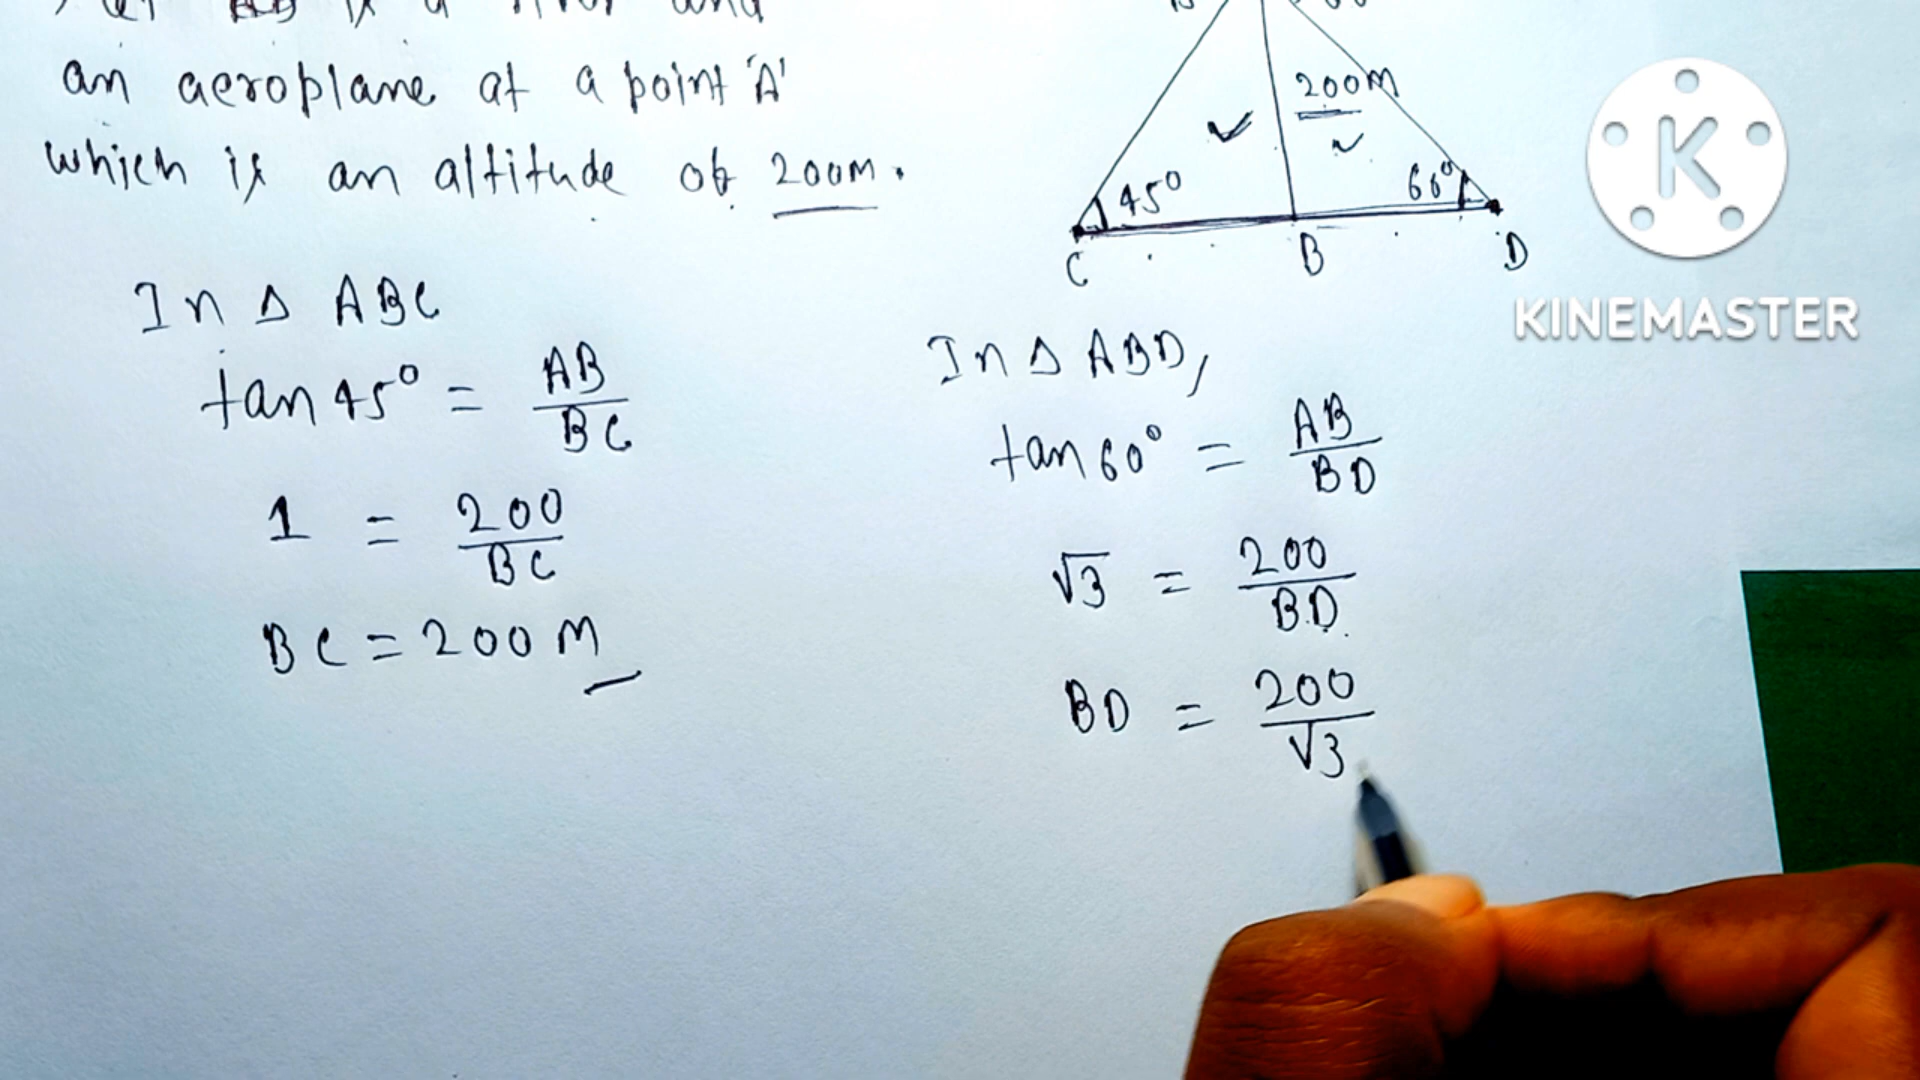 an aeroplane at a point 'A'
which is an altitude of 200M.
200M
45°
60°
C
B
D
KINEMASTER
In Δ ABC
tan 45° = AB/BC
1 = 200/BC
BC = 200 M
In Δ ABD,
tan 60° = AB/BD
√3 = 200/BD
BD = 200/√3